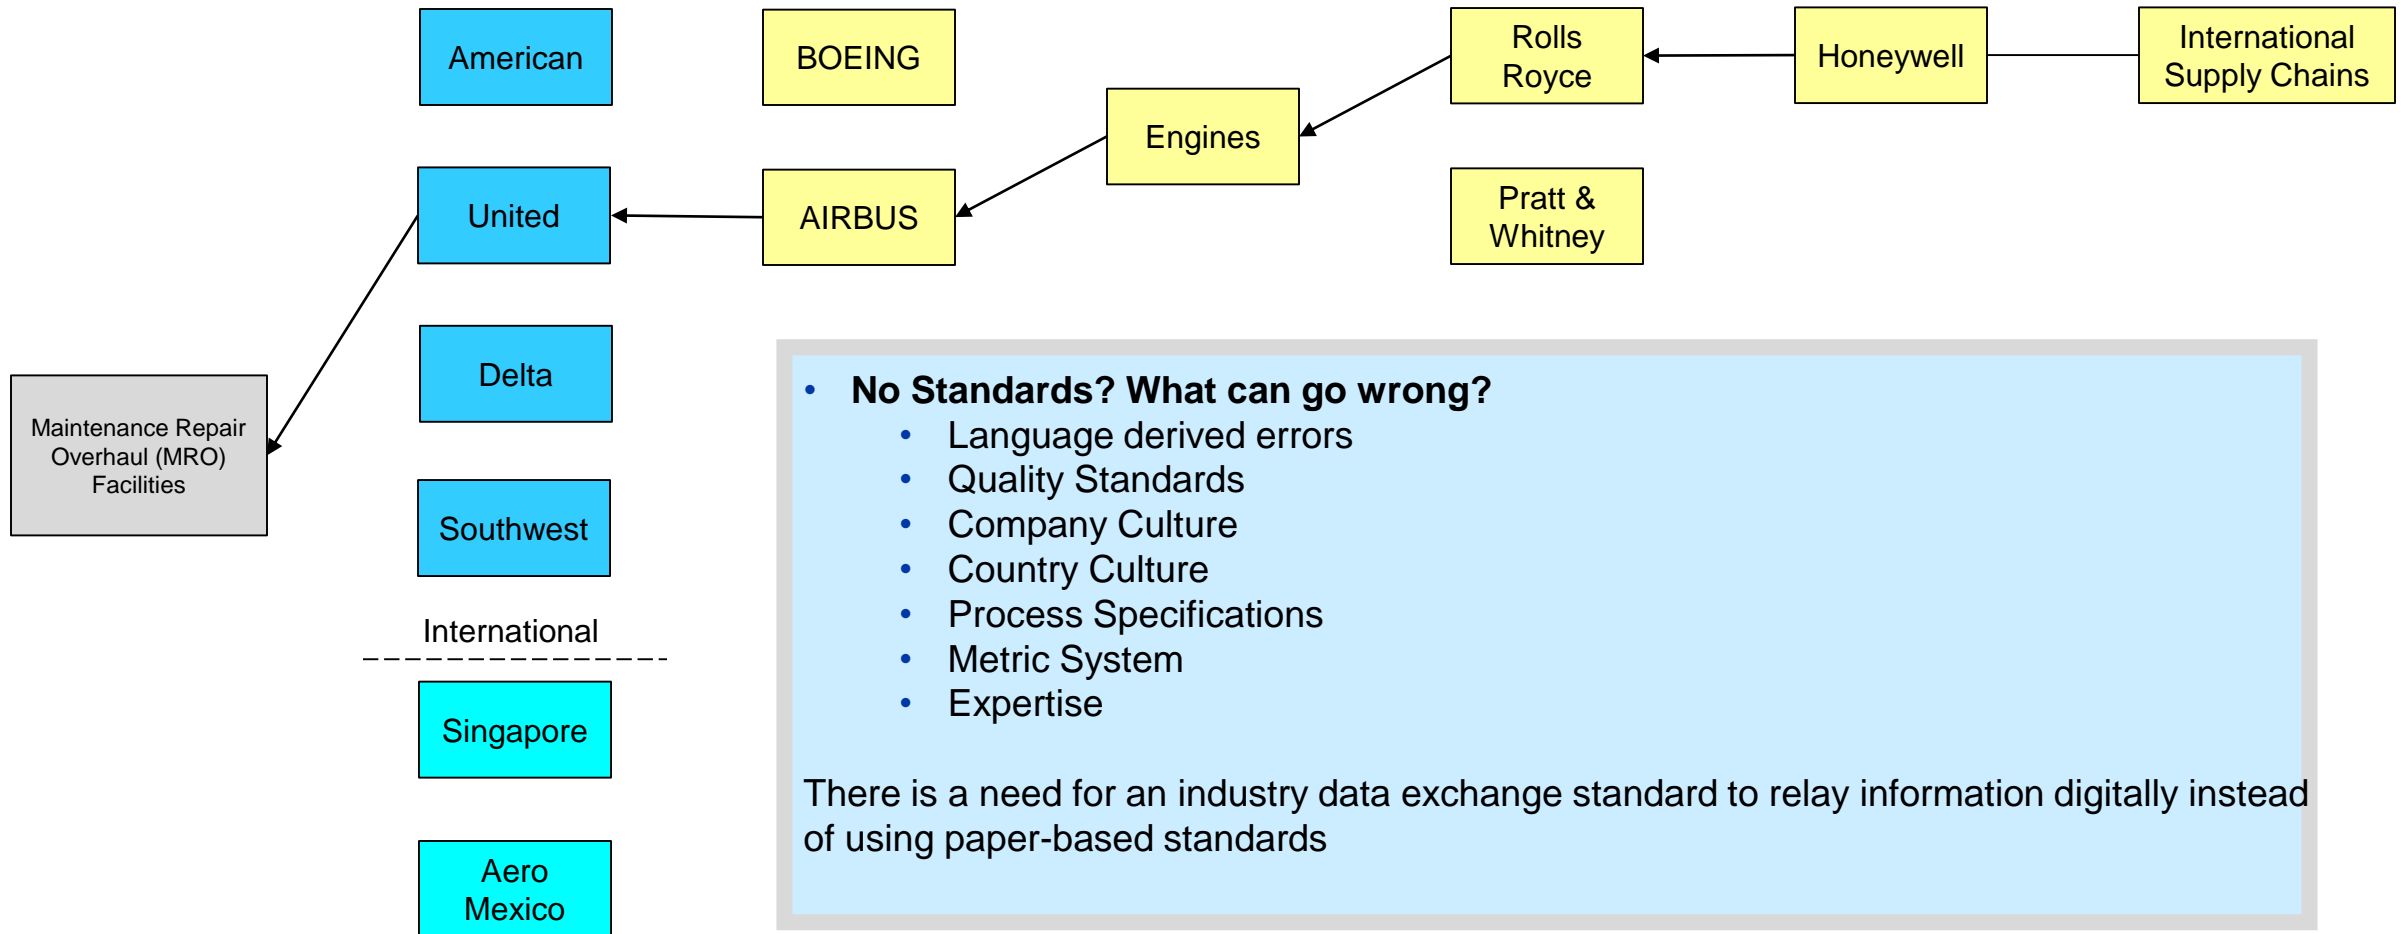 American
BOEING
Rolls
Royce
Honeywell
International
Supply Chains
Engines
United
AIRBUS
Pratt &
Whitney
Delta
Maintenance Repair
Overhaul (MRO)
Facilities
Southwest
International
Singapore
Aero
Mexico
• No Standards? What can go wrong?
• Language derived errors
• Quality Standards
• Company Culture
• Country Culture
• Process Specifications
• Metric System
• Expertise
There is a need for an industry data exchange standard to relay information digitally instead
of using paper-based standards